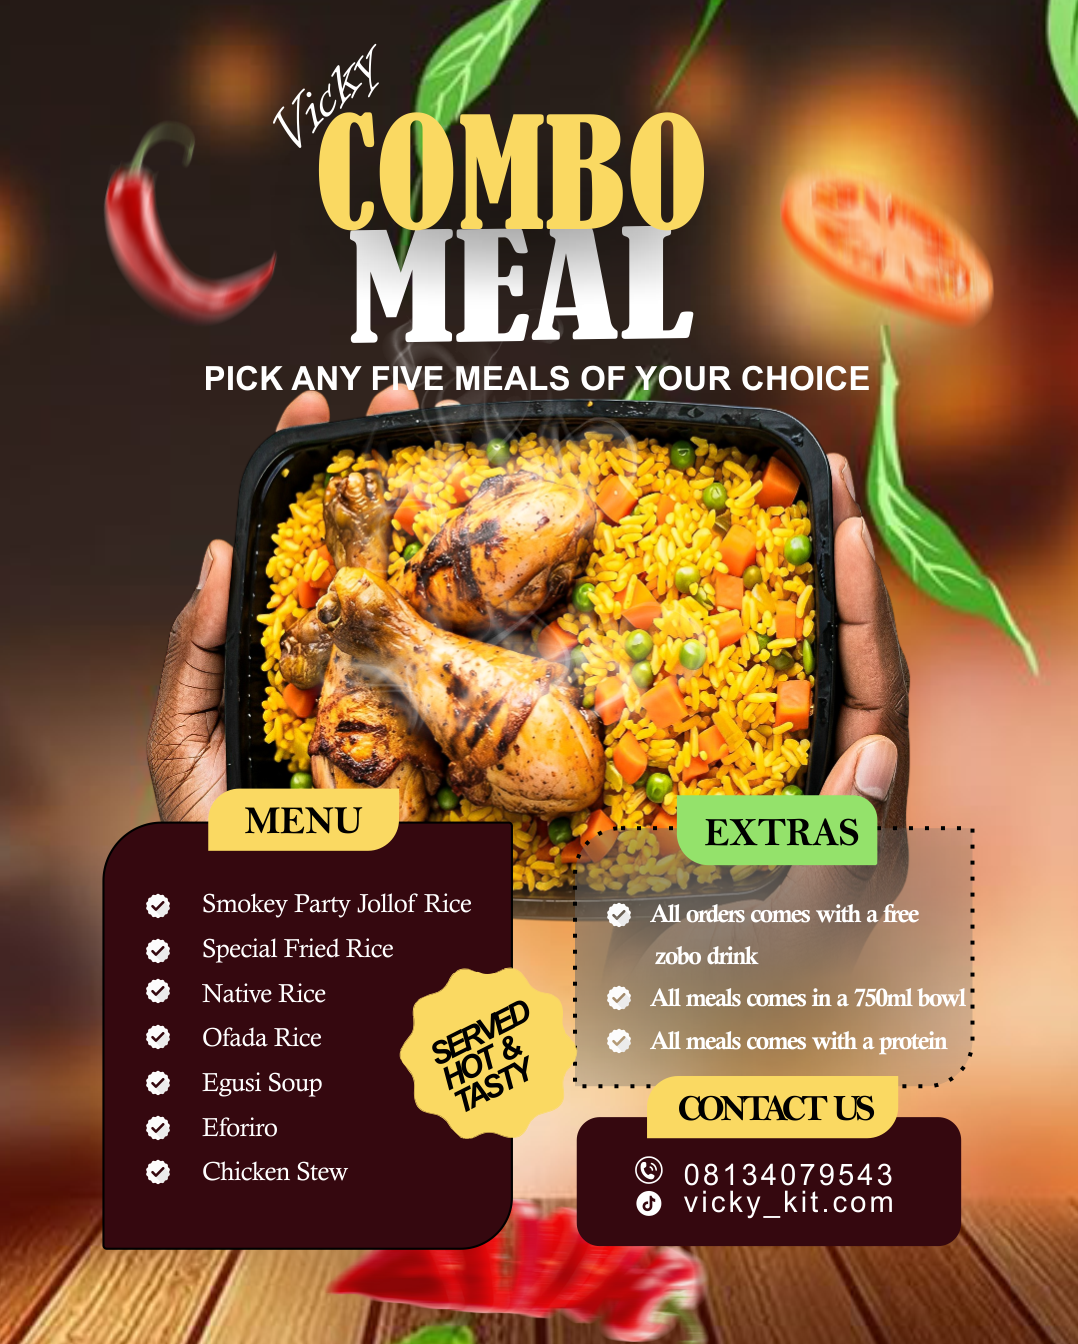 Vicky
COMBO
MEAL
PICK ANY FIVE MEALS OF YOUR CHOICE
MENU
Smokey Party Jollof Rice
Special Fried Rice
Native Rice
Ofada Rice
Egusi Soup
Eforiro
Chicken Stew
SERVED
HOT &
TASTY
EXTRAS
All orders comes with a free
zobo drink
All meals comes in a 750ml bowl
All meals comes with a protein
CONTACT US
08134079543
vicky_kit.com